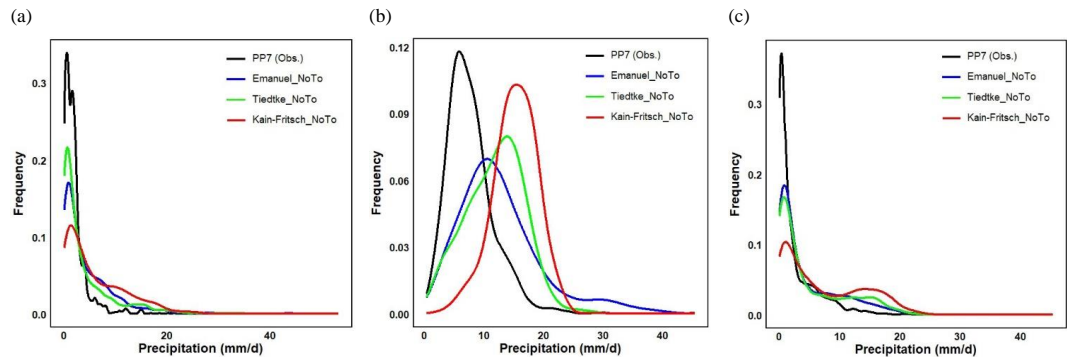 (a)
Frequency
0.3
0.2
0.1
0.0
PP7 (Obs.)
Emanuel_NoTo
Tiedtke_NoTo
Kain-Fritsch_NoTo
0
20
40
Precipitation (mm/d)
(b)
Frequency
0.12
0.09
0.06
0.03
0.00
PP7 (Obs.)
Emanuel_NoTo
Tiedtke_NoTo
Kain-Fritsch_NoTo
0
10
20
30
40
Precipitation (mm/d)
(c)
Frequency
0.3
0.2
0.1
0.0
PP7 (Obs.)
Emanuel_NoTo
Tiedtke_NoTo
Kain-Fritsch_NoTo
0
10
20
30
40
Precipitation (mm/d)